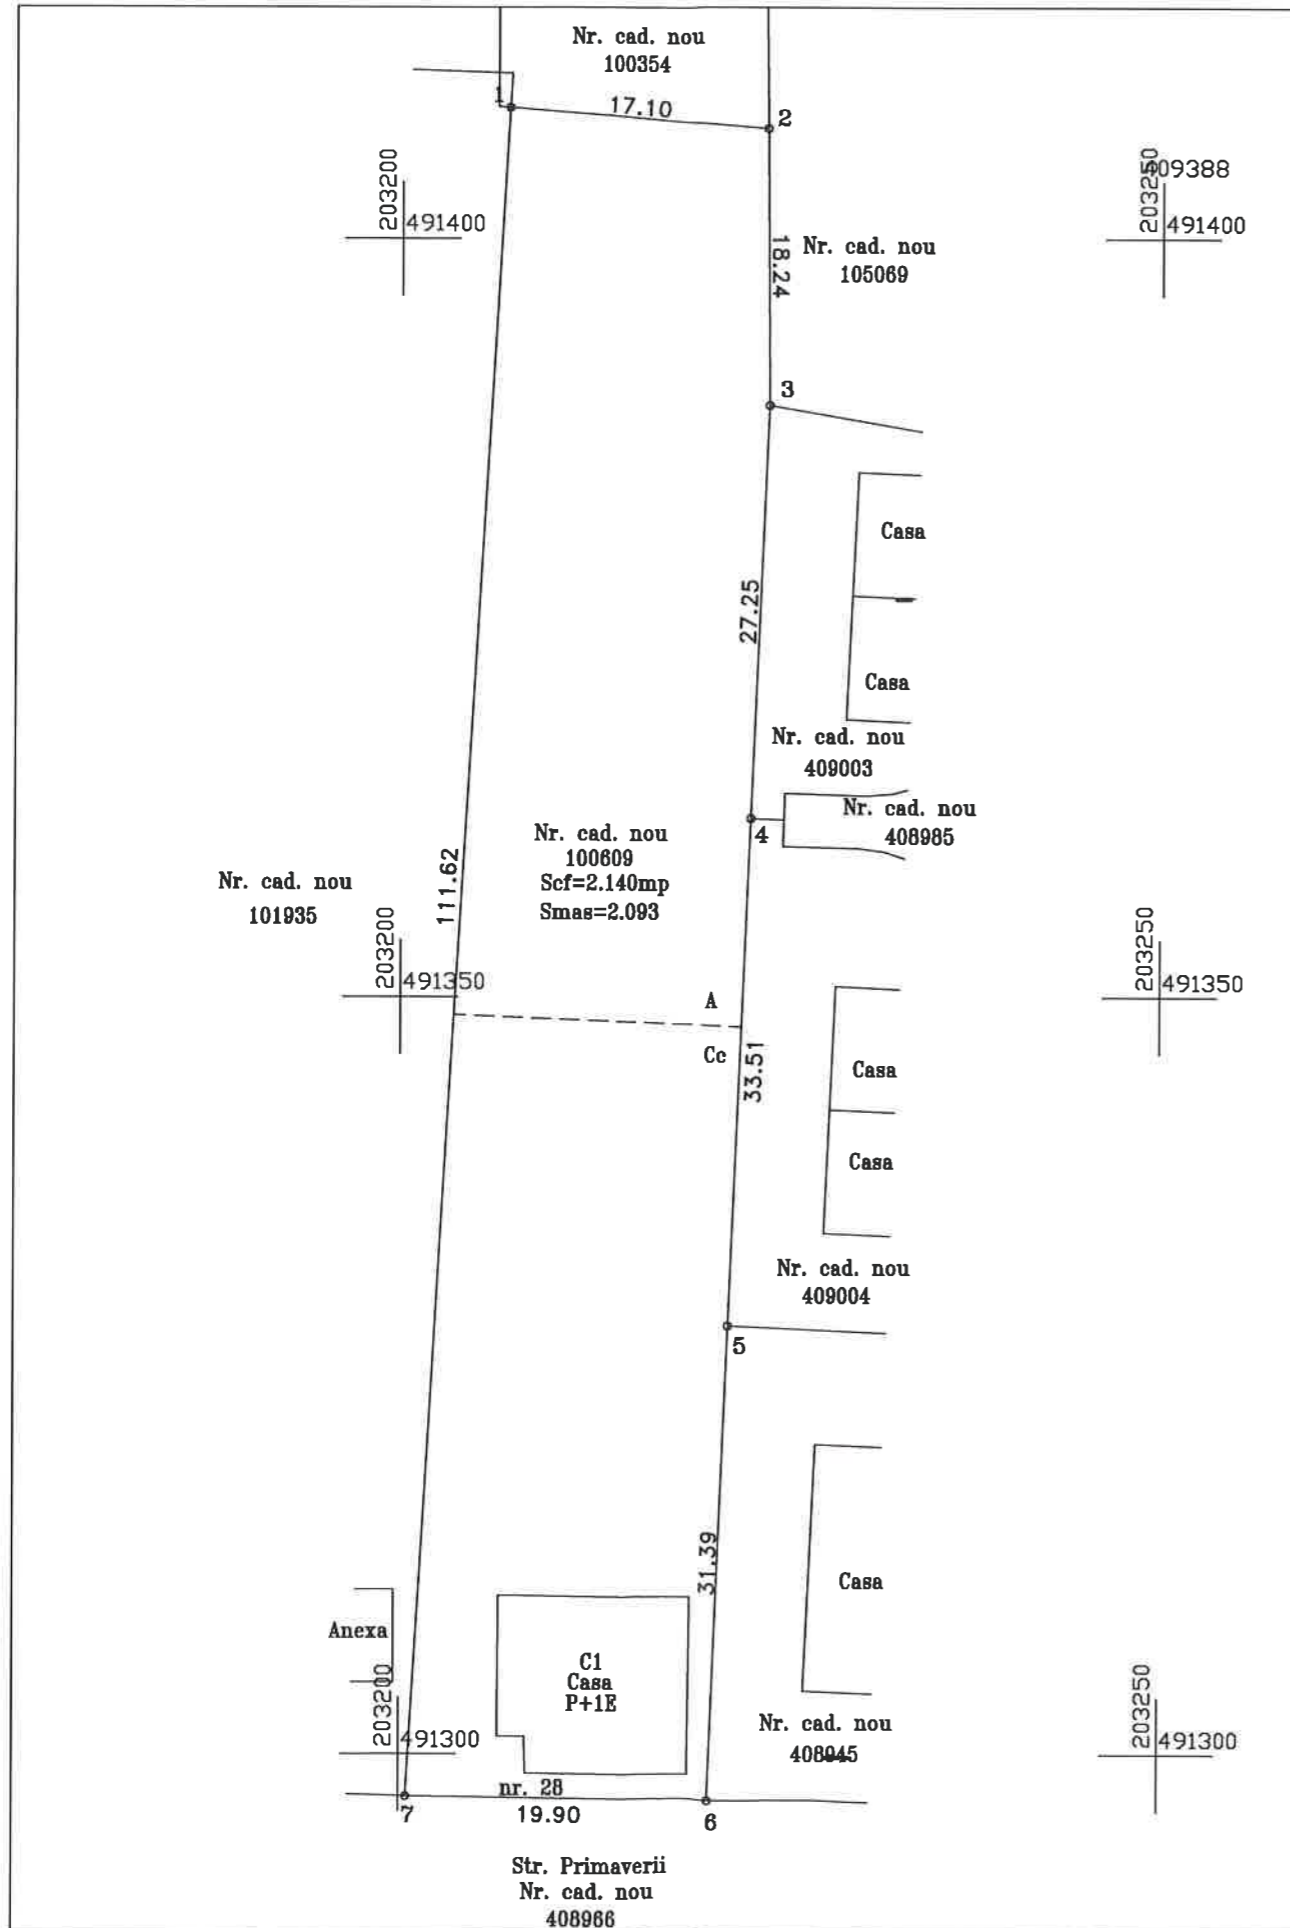 Nr. cad. nou
100354
1
17.10
2
203200
491400
203250
409388
491400
18.24
Nr. cad. nou
105069
3
Casa
27.25
Casa
Nr. cad. nou
409003
Nr. cad. nou
408985
4
Nr. cad. nou
100609
Scf=2.140mp
Smas=2.093
111.62
Nr. cad. nou
101935
203200
491350
203250
491350
A
Cc
33.51
Casa
Casa
Nr. cad. nou
409004
5
31.39
Casa
Anexa
C1
Casa
P+1E
203200
491300
203250
491300
Nr. cad. nou
408945
nr. 28
7
19.90
6
Str. Primaverii
Nr. cad. nou
408966